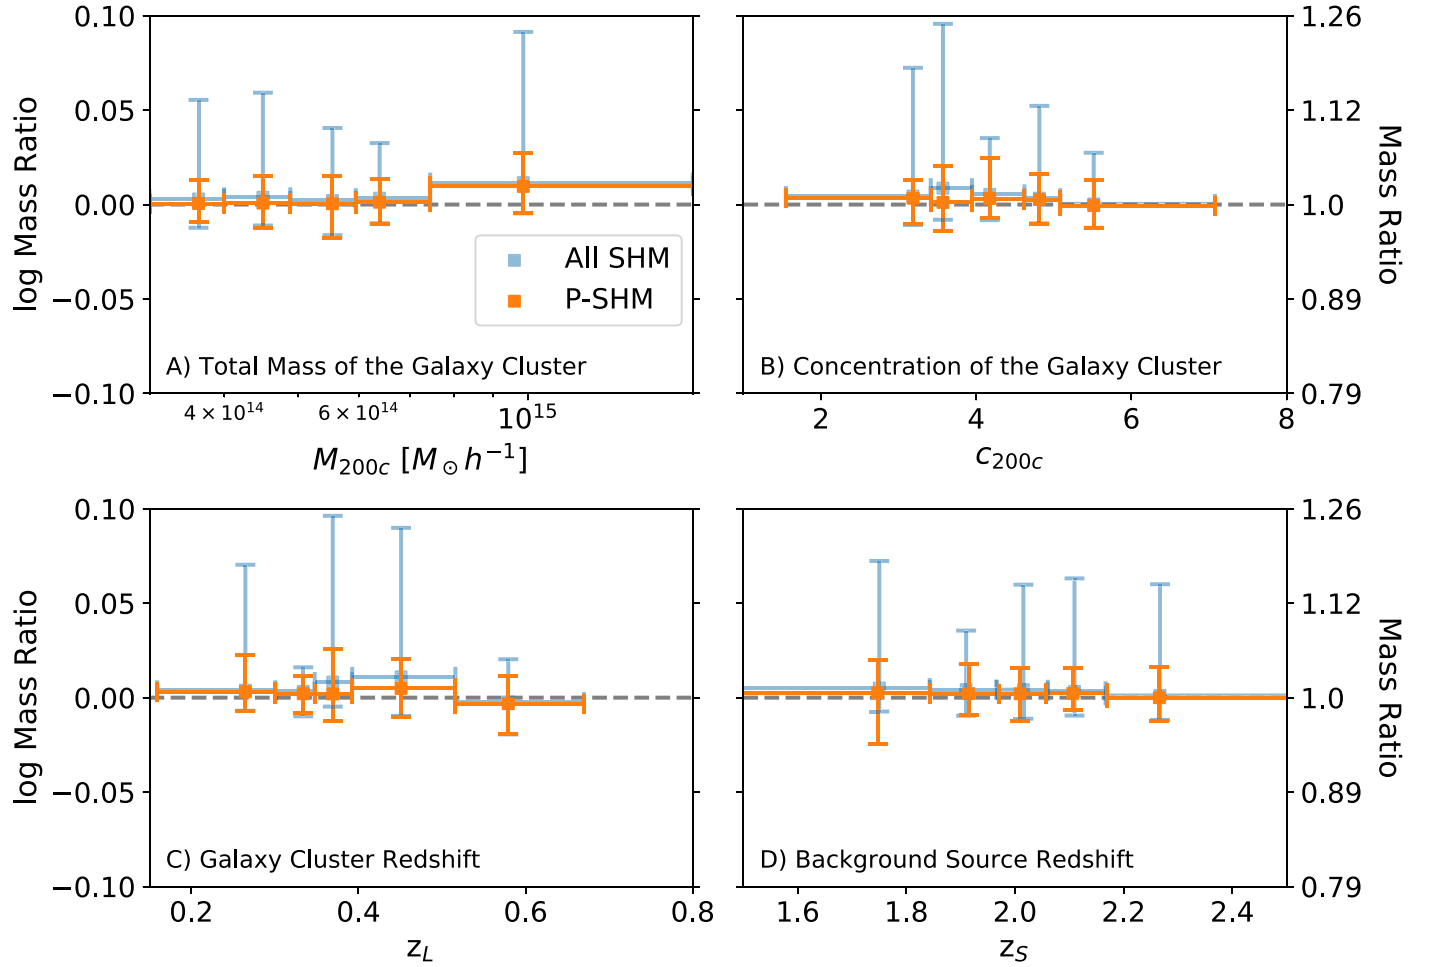 0.10
0.05
0.00
−0.05
−0.10
log Mass Ratio
All SHM
P-SHM
A) Total Mass of the Galaxy Cluster
4 × 10^14
6 × 10^14
10^15
M_200c [M_⊙ h^−1]
1.26
1.12
1.0
0.89
0.79
Mass Ratio
B) Concentration of the Galaxy Cluster
2
4
6
8
c_200c
0.10
0.05
0.00
−0.05
−0.10
log Mass Ratio
C) Galaxy Cluster Redshift
0.2
0.4
0.6
0.8
z_L
1.26
1.12
1.0
0.89
0.79
Mass Ratio
D) Background Source Redshift
1.6
1.8
2.0
2.2
2.4
z_S